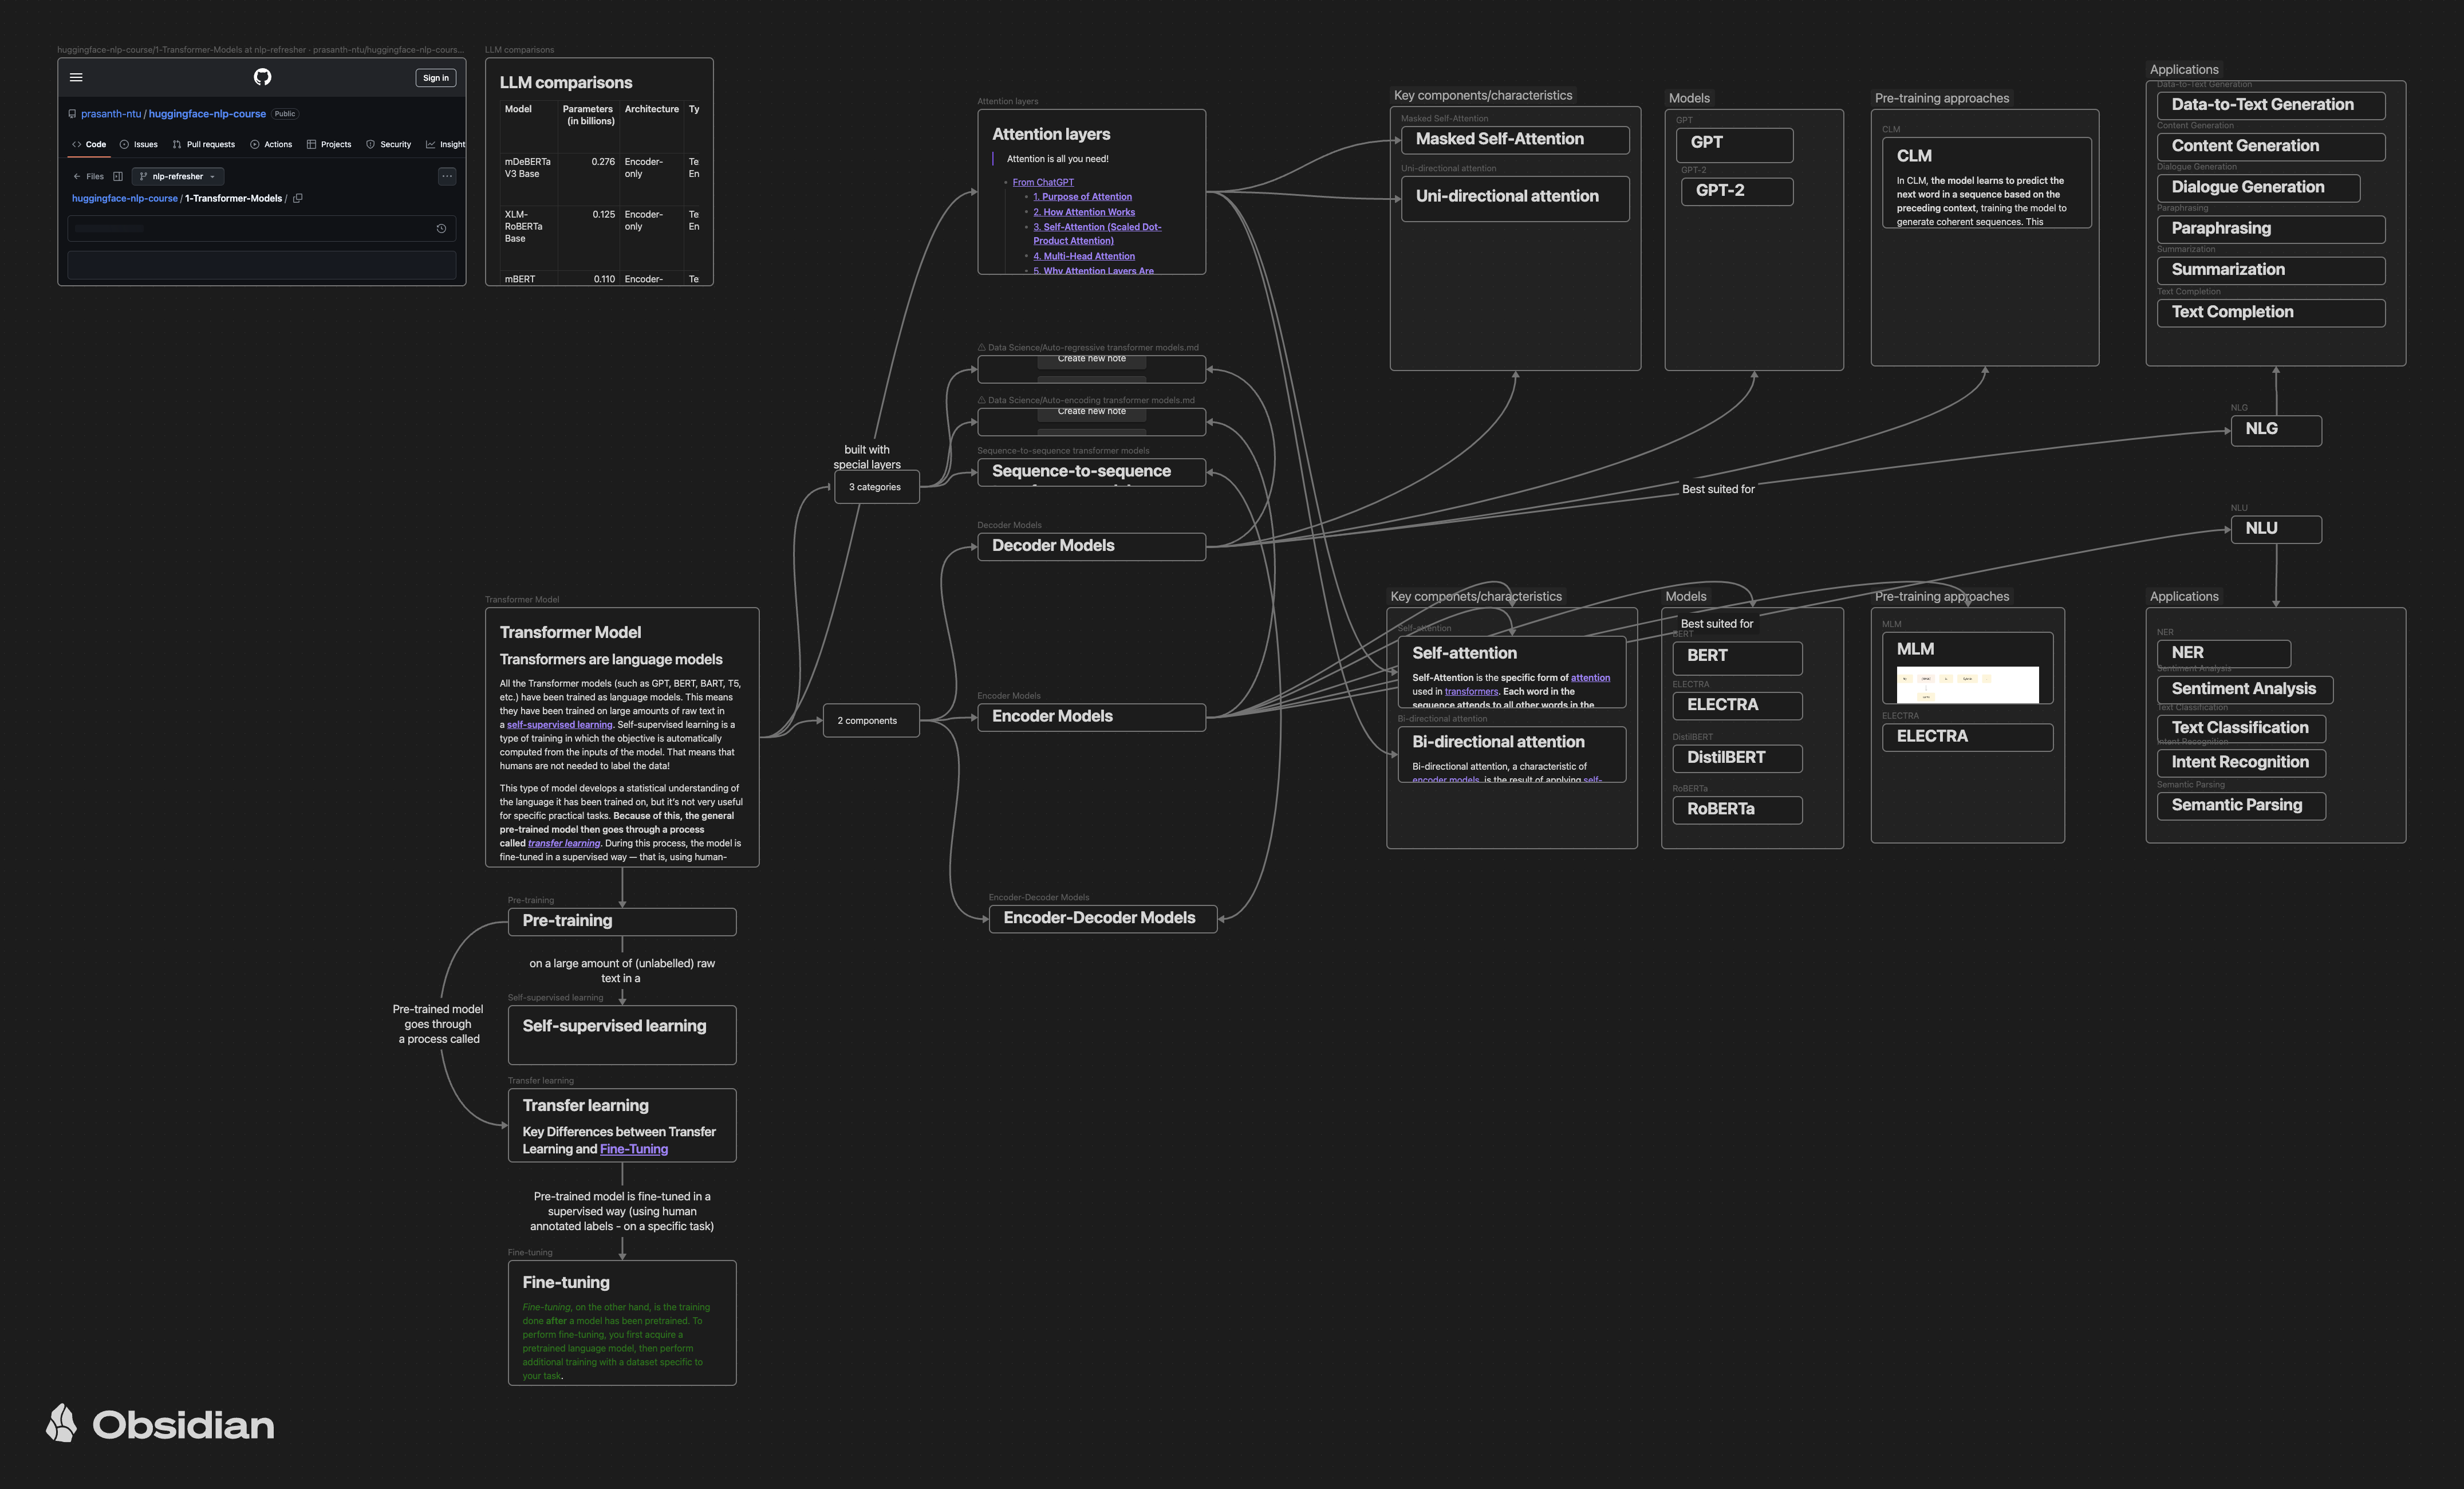 huggingface-nlp-course/1-Transformer-Models at nlp-refresher · prasanth-ntu/huggingface-nlp-cours...
Sign in
prasanth-ntu / huggingface-nlp-course Public
Code Issues Pull requests Actions Projects Security Insight
Files nlp-refresher
huggingface-nlp-course / 1-Transformer-Models /
LLM comparisons
LLM comparisons
Model Parameters (in billions) Architecture Ty
mDeBERTa V3 Base 0.276 Encoder-only Te En
XLM-RoBERTa Base 0.125 Encoder-only Te En
mBERT 0.110 Encoder- Te
Attention layers
Attention layers
Attention is all you need!
From ChatGPT
1. Purpose of Attention
2. How Attention Works
3. Self-Attention (Scaled Dot-
Product Attention)
4. Multi-Head Attention
5. Why Attention Layers Are
Key components/characteristics
Masked Self-Attention
Masked Self-Attention
Uni-directional attention
Uni-directional attention
Models
GPT
GPT
GPT-2
GPT-2
Pre-training approaches
CLM
CLM
In CLM, the model learns to predict the
next word in a sequence based on the
preceding context, training the model to
generate coherent sequences. This
Applications
Data-to-Text Generation
Data-to-Text Generation
Content Generation
Content Generation
Dialogue Generation
Dialogue Generation
Paraphrasing
Paraphrasing
Summarization
Summarization
Text Completion
Text Completion
Data Science/Auto-regressive transformer models.md
Create new note
Data Science/Auto-encoding transformer models.md
Create new note
Sequence-to-sequence transformer models
Sequence-to-sequence
built with
special layers
3 categories
NLG
NLG
Best suited for
NLU
NLU
Decoder Models
Decoder Models
Transformer Model
Transformer Model
Transformers are language models
All the Transformer models (such as GPT, BERT, BART, T5,
etc.) have been trained as language models. This means
they have been trained on large amounts of raw text in
a self-supervised learning. Self-supervised learning is a
type of training in which the objective is automatically
computed from the inputs of the model. That means that
humans are not needed to label the data!
This type of model develops a statistical understanding of
the language it has been trained on, but it's not very useful
for specific practical tasks. Because of this, the general
pre-trained model then goes through a process
called transfer learning. During this process, the model is
fine-tuned in a supervised way — that is, using human-
2 components
Encoder Models
Encoder Models
Encoder-Decoder Models
Encoder-Decoder Models
Key componets/characteristics
Self-attention
Self-attention
Self-Attention is the specific form of attention
used in transformers. Each word in the
sequence attends to all other words in the
Bi-directional attention
Bi-directional attention
Bi-directional attention, a characteristic of
encoder models, is the result of applying self-
Models
Best suited for
BERT
BERT
ELECTRA
ELECTRA
DistilBERT
DistilBERT
RoBERTa
RoBERTa
Pre-training approaches
MLM
MLM
ELECTRA
ELECTRA
Applications
NER
NER
Sentiment Analysis
Sentiment Analysis
Text Classification
Text Classification
Intent Recognition
Intent Recognition
Semantic Parsing
Semantic Parsing
Pre-training
Pre-training
on a large amount of (unlabelled) raw
text in a
Pre-trained model
goes through
a process called
Self-supervised learning
Self-supervised learning
Transfer learning
Transfer learning
Key Differences between Transfer
Learning and Fine-Tuning
Pre-trained model is fine-tuned in a
supervised way (using human
annotated labels - on a specific task)
Fine-tuning
Fine-tuning
Fine-tuning, on the other hand, is the training
done after a model has been pretrained. To
perform fine-tuning, you first acquire a
pretrained language model, then perform
additional training with a dataset specific to
your task.
Obsidian